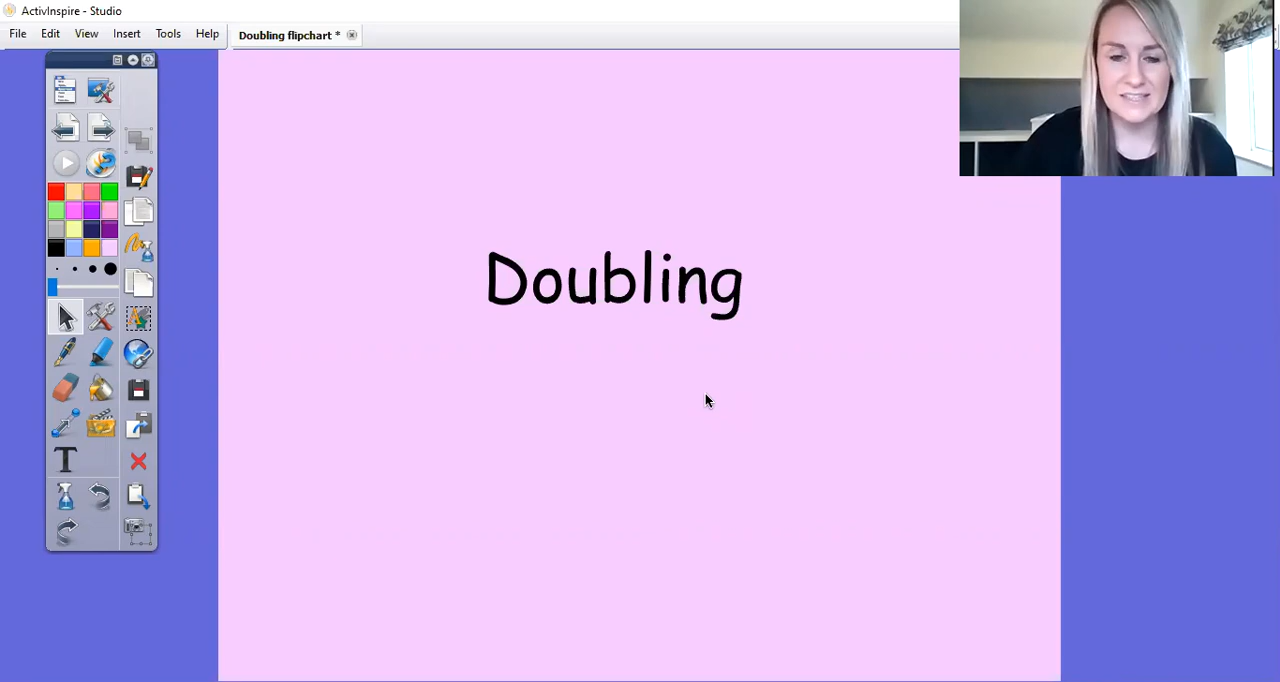 ActivInspire - Studio
File Edit View Insert Tools Help Doubling flipchart *
Doubling
T